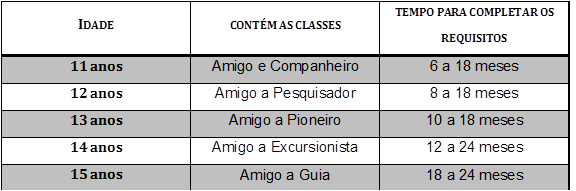 IDADE CONTÉM AS CLASSES TEMPO PARA COMPLETAR OS REQUISITOS
11 anos Amigo e Companheiro 6 a 18 meses
12 anos Amigo a Pesquisador 8 a 18 meses
13 anos Amigo a Pioneiro 10 a 18 meses
14 anos Amigo a Excursionista 12 a 24 meses
15 anos Amigo a Guia 18 a 24 meses